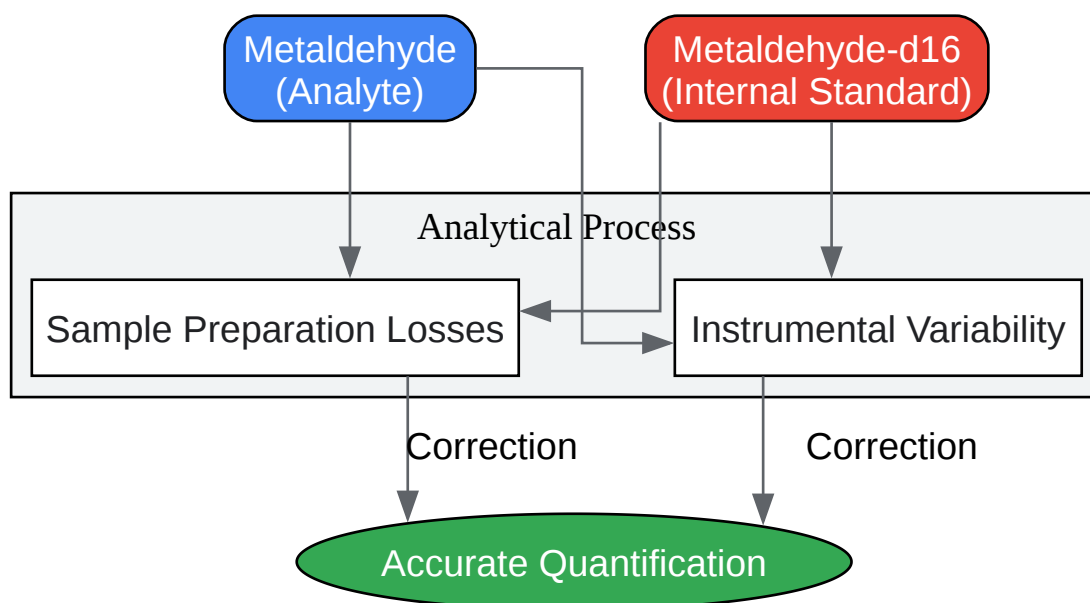 Metaldehyde
(Analyte)
Metaldehyde-d16
(Internal Standard)
Analytical Process
Sample Preparation Losses
Instrumental Variability
Correction
Correction
Accurate Quantification